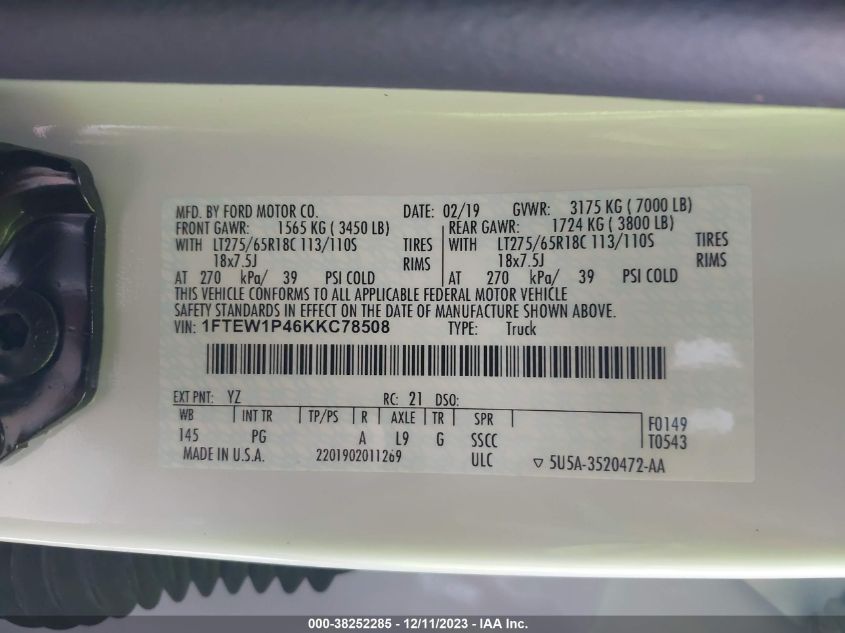 MFD. BY FORD MOTOR CO. DATE: 02/19 GVWR: 3175 KG ( 7000 LB)
FRONT GAWR: 1565 KG ( 3450 LB) REAR GAWR: 1724 KG ( 3800 LB)
WITH LT275/65R18C 113/110S TIRES WITH LT275/65R18C 113/110S TIRES
18x7.5J RIMS 18x7.5J RIMS
AT 270 kPa/ 39 PSI COLD AT 270 kPa/ 39 PSI COLD
THIS VEHICLE CONFORMS TO ALL APPLICABLE FEDERAL MOTOR VEHICLE
SAFETY STANDARDS IN EFFECT ON THE DATE OF MANUFACTURE SHOWN ABOVE.
VIN: 1FTEW1P46KKC78508 TYPE: Truck
EXT PNT: YZ RC: 21 DSO:
WB INT TR TP/PS R AXLE TR SPR F0149
145 PG A L9 G SSCC T0543
MADE IN U.S.A. 2201902011269 ULC ▽ 5U5A-3520472-AA
000-38252285 - 12/11/2023 - IAA Inc.